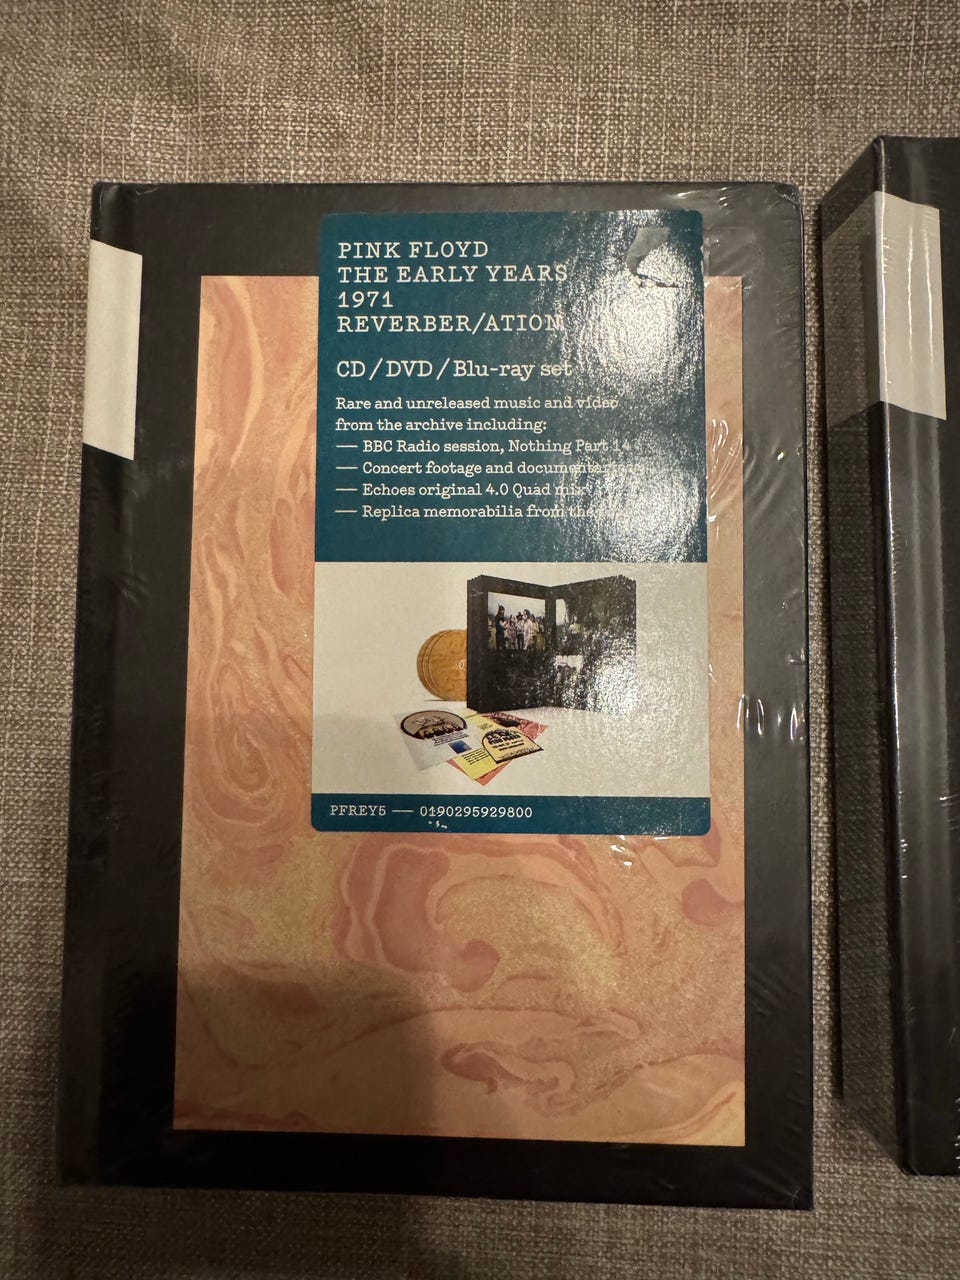 PINK FLOYD
THE EARLY YEARS
1971
REVERBER/ATION
CD/DVD/Blu-ray set
Rare and unreleased music and video
from the archive including:
— BBC Radio session, Nothing Part 14
— Concert footage and documentary
— Echoes original 4.0 Quad mix
— Replica memorabilia from the
PFREY5 — 0190295929800